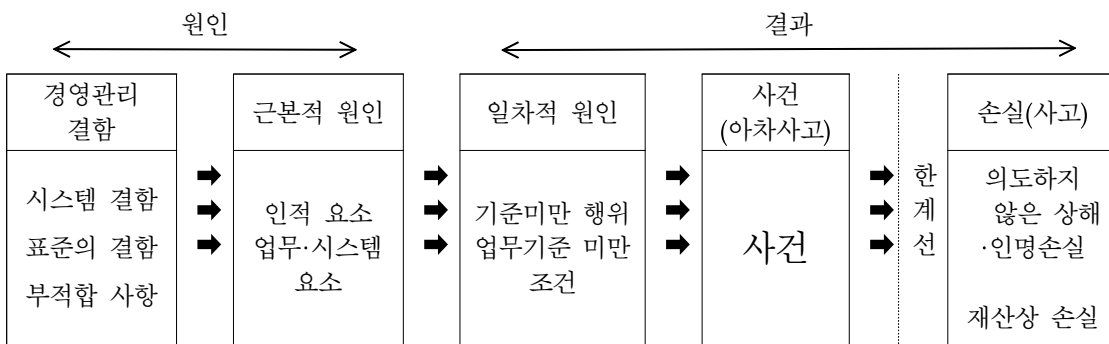 원인
결과
경영관리
결함
근본적 원인
일차적 원인
사건
(아차사고)
손실(사고)
시스템 결함
표준의 결함
부적합 사항
인적 요소
업무·시스템
요소
기준미만 행위
업무기준 미만
조건
사건
한
계
선
의도하지
않은 상해
·인명손실
재산상 손실